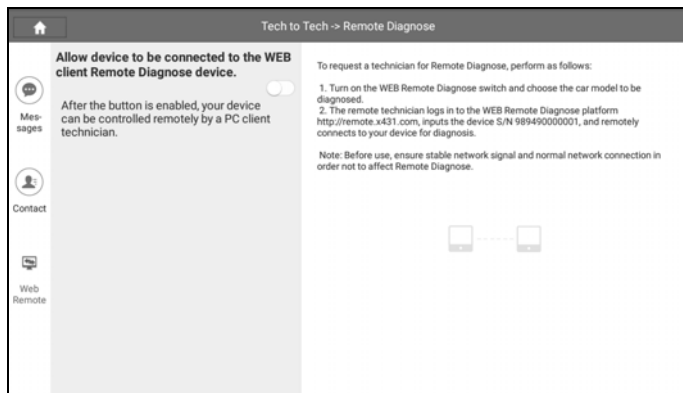 Tech to Tech -> Remote Diagnose
Allow device to be connected to the WEB
client Remote Diagnose device.
After the button is enabled, your device
can be controlled remotely by a PC client
technician.
Mes-
sages
Contact
Web
Remote
To request a technician for Remote Diagnose, perform as follows:
1. Turn on the WEB Remote Diagnose switch and choose the car model to be
diagnosed.
2. The remote technician logs in to the WEB Remote Diagnose platform
http://remote.x431.com, inputs the device S/N 989490000001, and remotely
connects to your device for diagnosis.
Note: Before use, ensure stable network signal and normal network connection in
order not to affect Remote Diagnose.